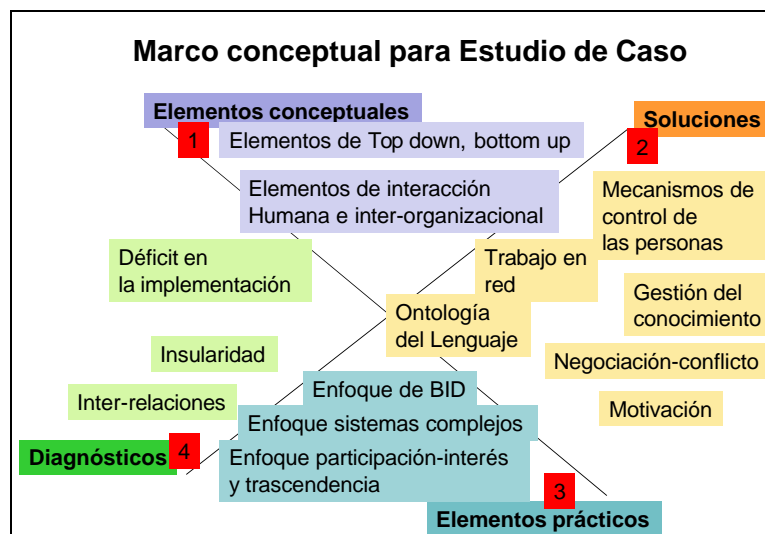 Marco conceptual para Estudio de Caso
Elementos conceptuales
1
Elementos de Top down, bottom up
Elementos de interacción
Humana e inter-organizacional
Soluciones
2
Mecanismos de
control de
las personas
Trabajo en
red
Gestión del
conocimiento
Ontología
del Lenguaje
Negociación-conflicto
Motivación
Déficit en
la implementación
Insularidad
Inter-relaciones
Diagnósticos
4
Enfoque de BID
Enfoque sistemas complejos
Enfoque participación-interés
y trascendencia
3
Elementos prácticos